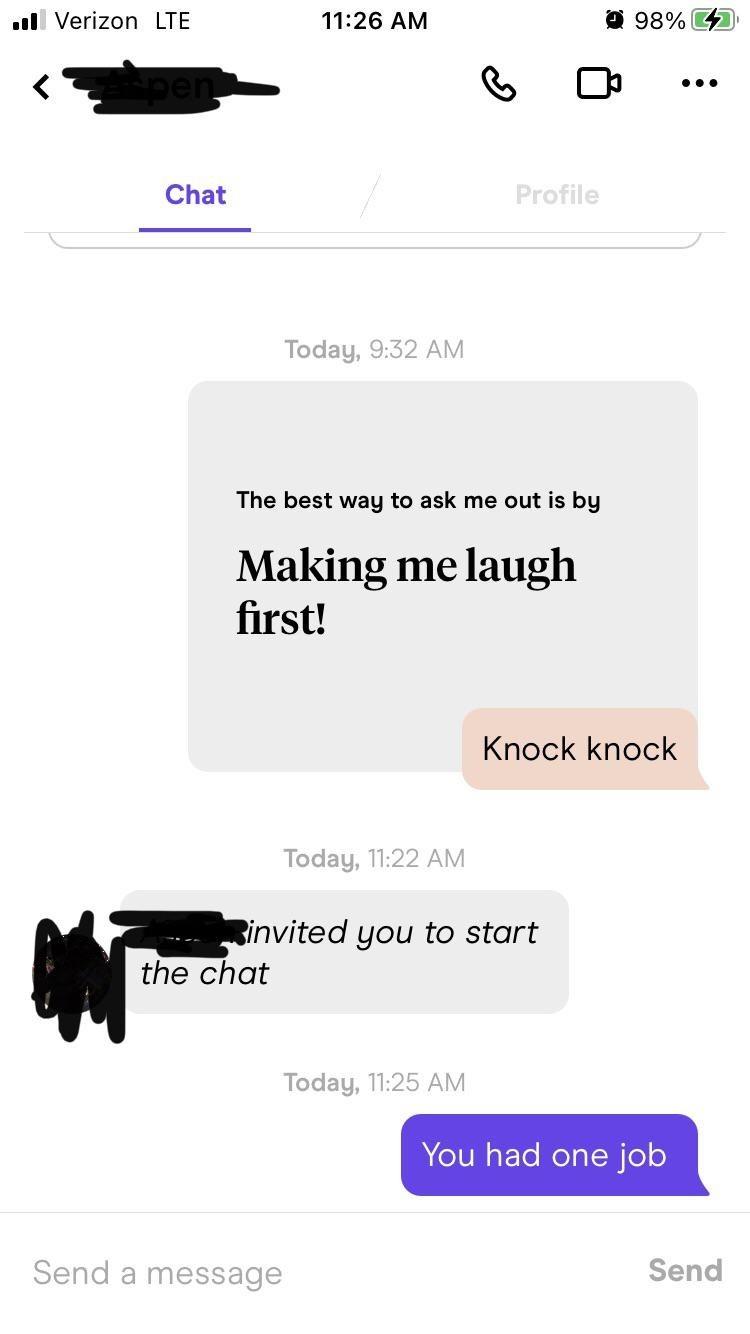 Verizon LTE 11:26 AM 98%
Chat Profile
Today, 9:32 AM
The best way to ask me out is by
Making me laugh
first!
Knock knock
Today, 11:22 AM
invited you to start
the chat
Today, 11:25 AM
You had one job
Send a message Send